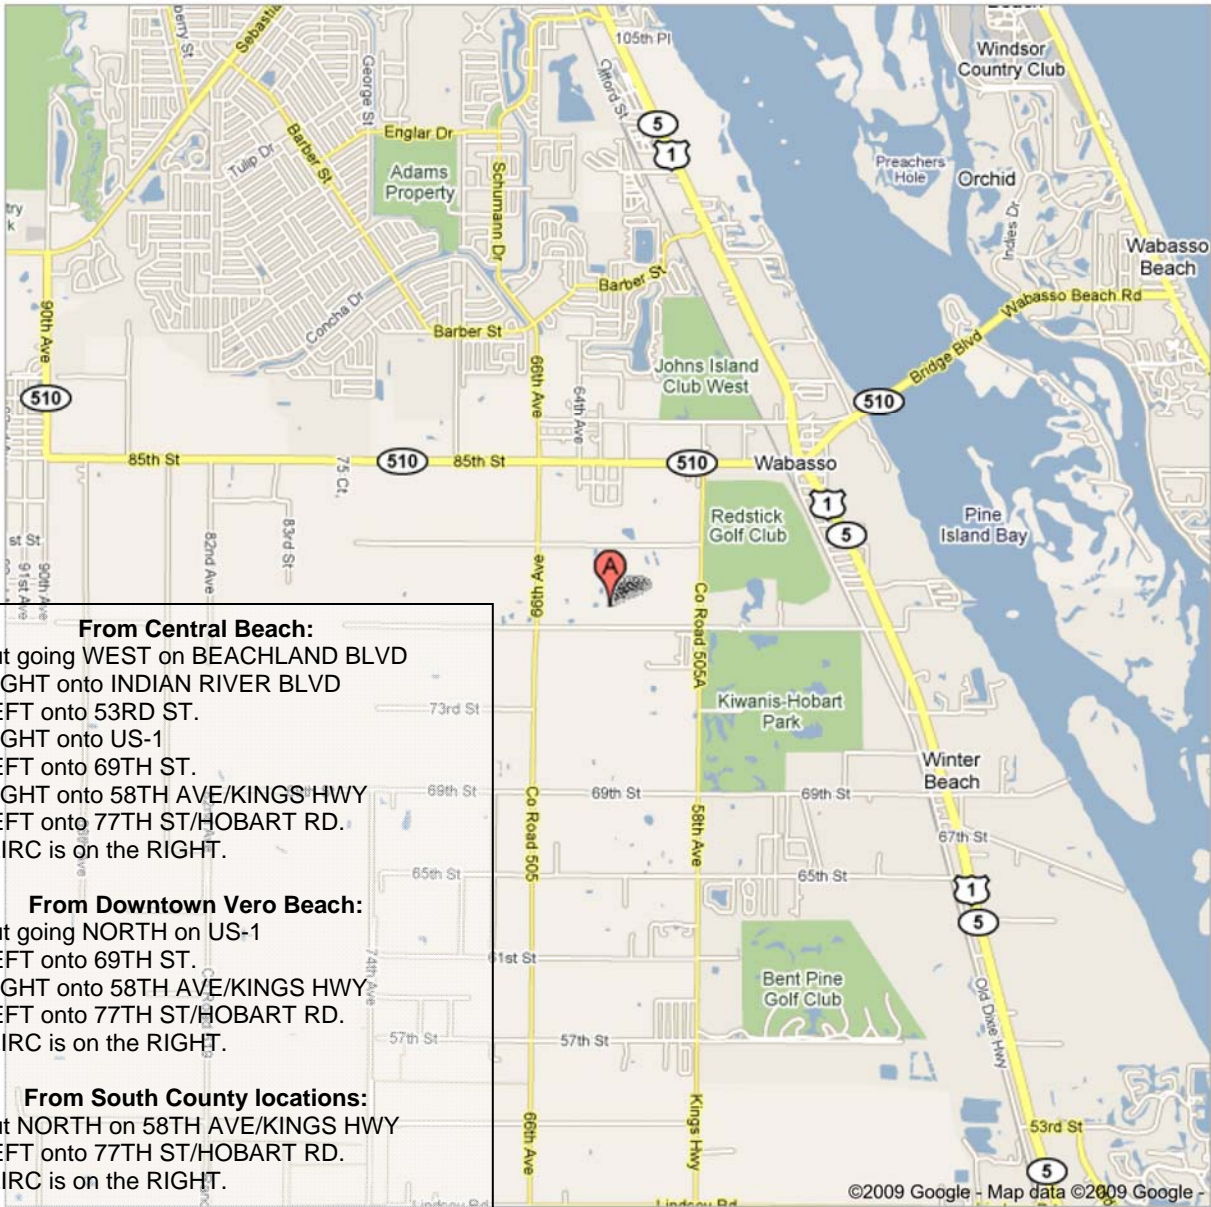 105th Pl
Windsor
Country Club
Sebasti
George St
Clifford St
5
1
Englar Dr
Barber St
Tulip Dr
Adams
Property
Schumann Dr
Preachers
Hole
Orchid
Indies Dr
Wabasso
Beach
Wabasso Beach Rd
Barber St
Concha Dr
90th Ave
Barber St
66th Ave
64th Ave
Johns Island
Club West
Bridge Blvd
510
510
85th St
510
85th St
510
Wabasso
75 Ct
1
5
Redstick
Golf Club
Pine
Island Bay
st St
91st Ave
90th Ave
82nd Ave
83rd St
66th Ave
A
Co Road 505A
From Central Beach:
ut going WEST on BEACHLAND BLVD
IGHT onto INDIAN RIVER BLVD
EFT onto 53RD ST.
IGHT onto US-1
EFT onto 69TH ST.
IGHT onto 58TH AVE/KINGS HWY
EFT onto 77TH ST/HOBART RD.
IRC is on the RIGHT.
From Downtown Vero Beach:
ut going NORTH on US-1
EFT onto 69TH ST.
IGHT onto 58TH AVE/KINGS HWY
EFT onto 77TH ST/HOBART RD.
IRC is on the RIGHT.
From South County locations:
ut NORTH on 58TH AVE/KINGS HWY
EFT onto 77TH ST/HOBART RD.
IRC is on the RIGHT.
73rd St
Kiwanis-Hobart
Park
Winter
Beach
69th St
69th St
69th St
Co Road 505
58th Ave
67th St
65th St
65th St
1
5
74th Ave
61st St
Bent Pine
Golf Club
Old Dixie Hwy
57th St
57th St
66th Ave
Kings Hwy
53rd St
5
Lindsey Rd
Lindsey Rd
©2009 Google - Map data ©2009 Google -